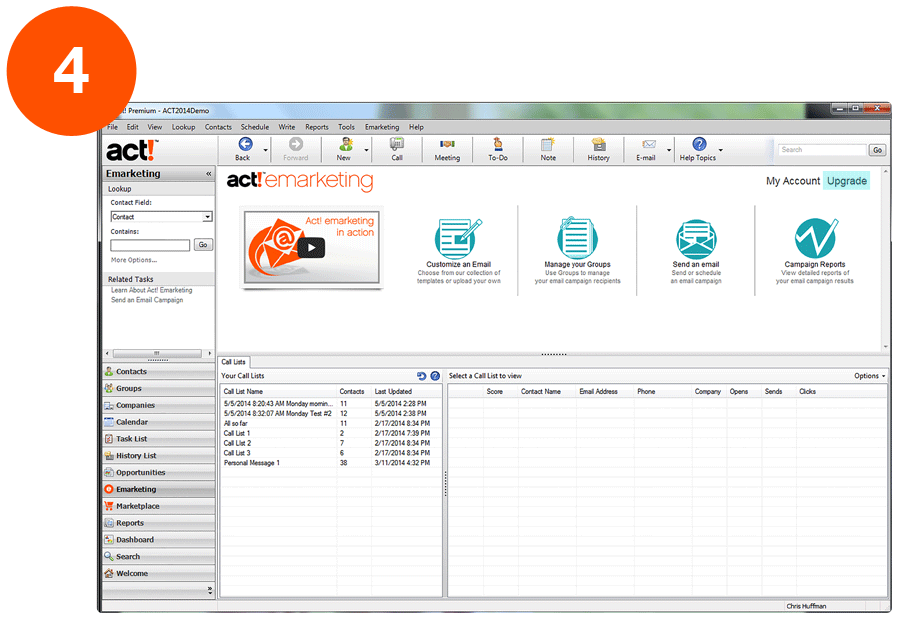 4
t! Premium - ACT2014Demo
File Edit View Lookup Contacts Schedule Write Reports Tools Emarketing Help
act!™
Back Forward New Call Meeting To-Do Note History E-mail Help Topics
Search Go
Emarketing «
Lookup
Contact Field:
Contact
Contains:
Go
More Options...
Related Tasks
Learn About Act! Emarketing
Send an Email Campaign
act! emarketing
My Account Upgrade
Act! emarketing
in action
Customize an Email
Choose from our collection of
templates or upload your own
Manage your Groups
Use Groups to manage
your email campaign recipients
Send an email
Send or schedule
an email campaign
Campaign Reports
View detailed reports of
your email campaign results
Contacts
Groups
Companies
Calendar
Task List
History List
Opportunities
Emarketing
Marketplace
Reports
Dashboard
Search
Welcome
Call Lists
Your Call Lists
Call List Name Contacts Last Updated
5/5/2014 8:20:43 AM Monday mornin... 11 5/5/2014 2:28 PM
5/5/2014 8:32:07 AM Monday Test #2 12 5/5/2014 2:38 PM
All so far 11 2/17/2014 8:34 PM
Call List 1 2 2/17/2014 7:39 PM
Call List 2 7 2/17/2014 8:34 PM
Call List 3 6 2/17/2014 8:34 PM
Personal Message 1 38 3/11/2014 4:32 PM
Select a Call List to view Options
Score Contact Name Email Address Phone Company Opens Sends Clicks
Chris Huffman